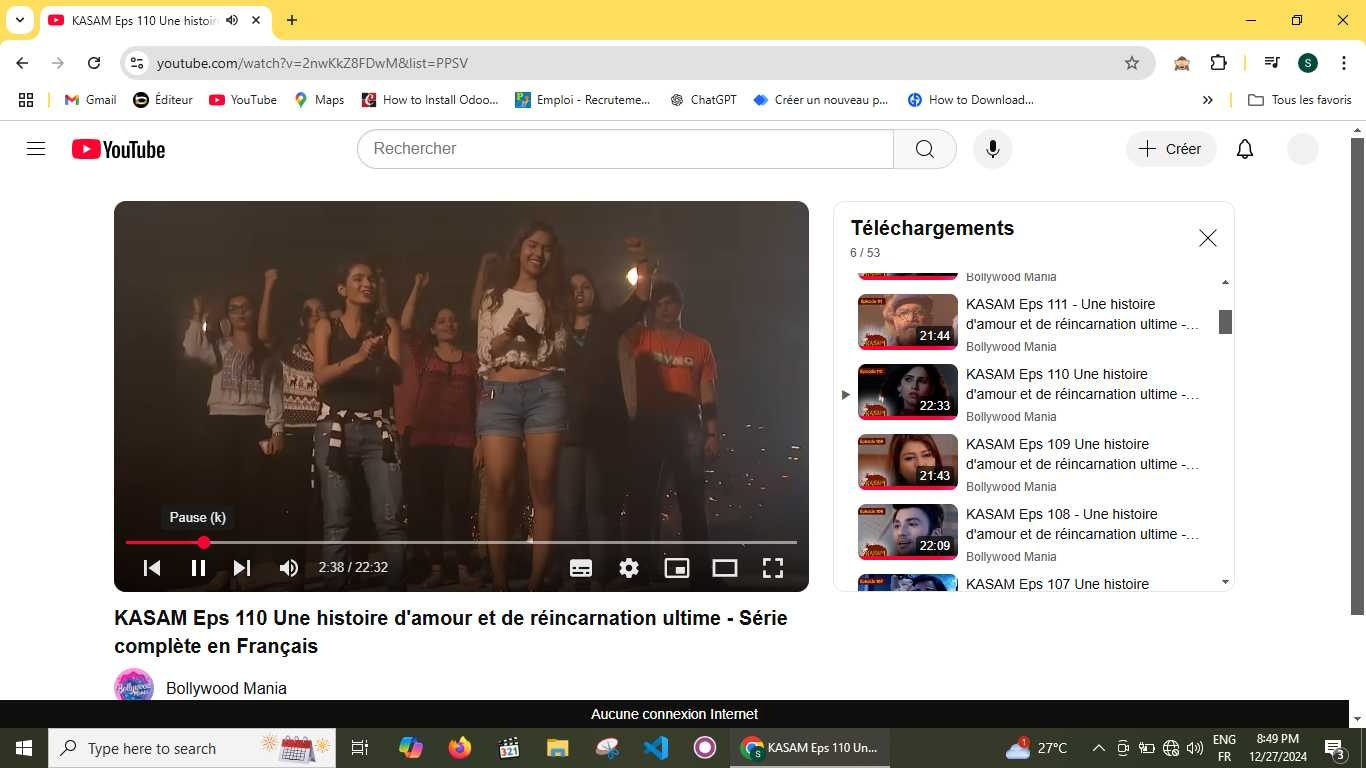 KASAM Eps 110 Une histoir
youtube.com/watch?v=2nwKkZ8FDwM&list=PPSV
S
Gmail
Éditeur
YouTube
Maps
How to Install Odoo...
Emploi - Recruteme...
ChatGPT
Créer un nouveau p...
How to Download...
»
Tous les favoris
YouTube
Rechercher
Créer
Téléchargements
6 / 53
Bollywood Mania
KASAM Eps 111 - Une histoire
d'amour et de réincarnation ultime -...
21:44
Bollywood Mania
KASAM Eps 110 Une histoire
d'amour et de réincarnation ultime -...
22:33
Bollywood Mania
KASAM Eps 109 Une histoire
d'amour et de réincarnation ultime -...
21:43
Bollywood Mania
KASAM Eps 108 - Une histoire
d'amour et de réincarnation ultime -...
22:09
Bollywood Mania
KASAM Eps 107 Une histoire
Pause (k)
2:38 / 22:32
KASAM Eps 110 Une histoire d'amour et de réincarnation ultime - Série
complète en Français
Bollywood Mania
Aucune connexion Internet
Type here to search
321
KASAM Eps 110 Un...
27°C
ENG
FR
8:49 PM
12/27/2024
3